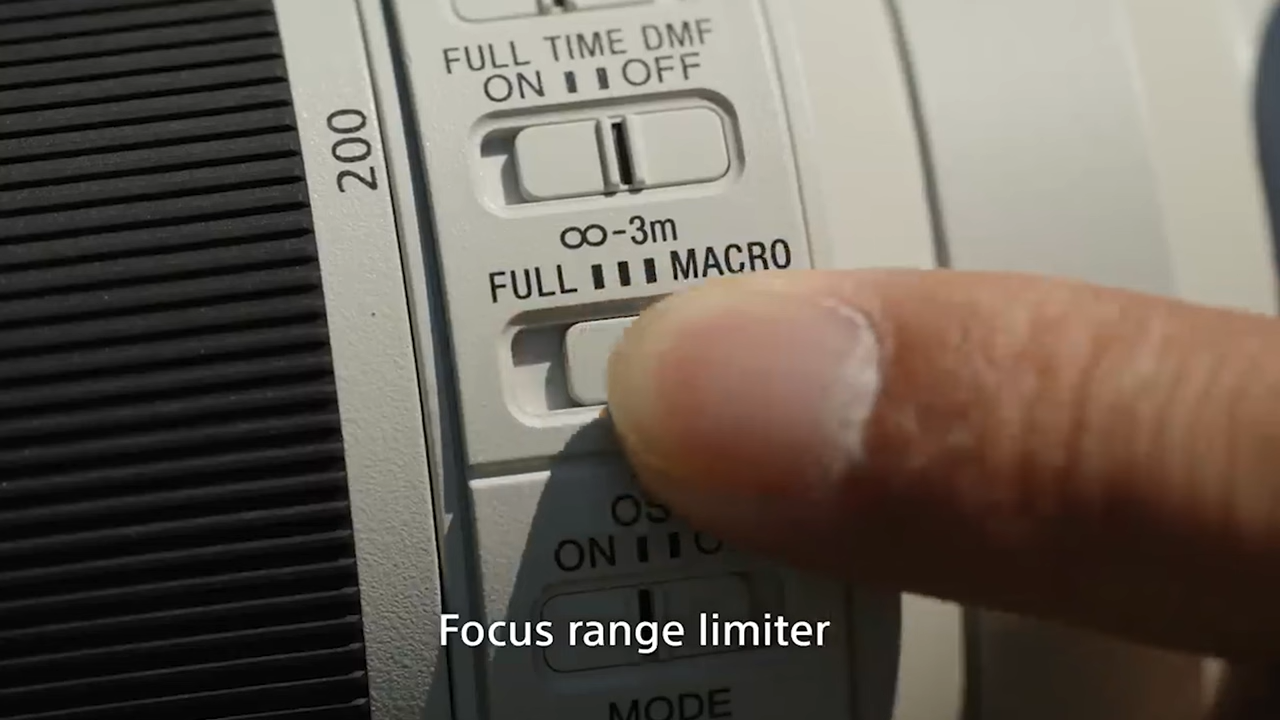 FULL TIME DMF
ON OFF
200
∞-3m
FULL MACRO
ON
Focus range limiter
MODE